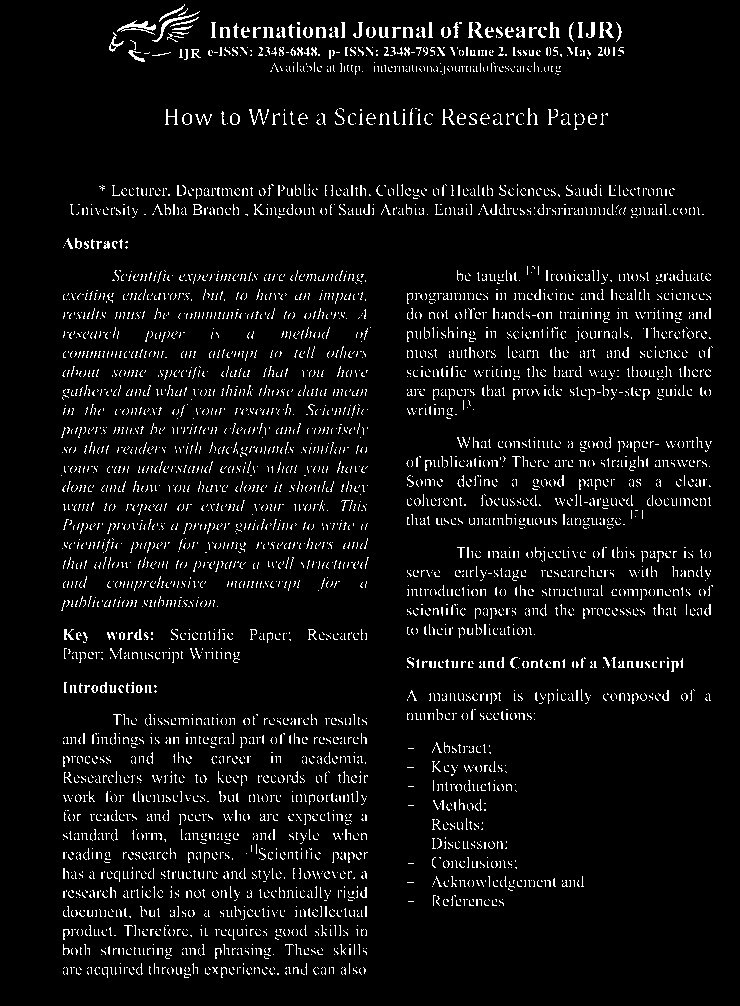 International Journal of Research (IJR)
IJR e-ISSN: 2348-6848, p- ISSN: 2348-795X Volume 2, Issue 05, May 2015
Available at http: internationaljournalofresearch.org
How to Write a Scientific Research Paper
* Lecturer, Department of Public Health, College of Health Sciences, Saudi Electronic
University , Abha Branch , Kingdom of Saudi Arabia. Email Address:drsriranmd@gmail.com.
Abstract:
Scientific experiments are demanding,
exciting endeavors, but, to have an impact,
results must be communicated to others. A
research paper is a method of
communication, an attempt to tell others
about some specific data that you have
gathered and what you think those data mean
in the context of your research. Scientific
papers must be written clearly and concisely
so that readers with backgrounds similar to
yours can understand easily what you have
done and how you have done it should they
want to repeat or extend your work. This
Paper provides a proper guideline to write a
scientific paper for young researchers and
that allow them to prepare a well structured
and comprehensive manuscript for a
publication submission.
Key words: Scientific Paper; Research
Paper; Manuscript Writing
Introduction:
The dissemination of research results
and findings is an integral part of the research
process and the career in academia.
Researchers write to keep records of their
work for themselves, but more importantly
for readers and peers who are expecting a
standard form, language and style when
reading research papers. Scientific paper
has a required structure and style. However, a
research article is not only a technically rigid
document, but also a subjective intellectual
product. Therefore, it requires good skills in
both structuring and phrasing. These skills
are acquired through experience, and can also
be taught. Ironically, most graduate
programmes in medicine and health sciences
do not offer hands-on training in writing and
publishing in scientific journals. Therefore,
most authors learn the art and science of
scientific writing the hard way; though there
are papers that provide step-by-step guide to
writing.
What constitute a good paper- worthy
of publication? There are no straight answers.
Some define a good paper as a clear,
coherent, focussed, well-argued document
that uses unambiguous language.
The main objective of this paper is to
serve early-stage researchers with handy
introduction to the structural components of
scientific papers and the processes that lead
to their publication.
Structure and Content of a Manuscript
A manuscript is typically composed of a
number of sections:
– Abstract;
– Key words;
– Introduction;
– Method;
Results;
Discussion;
– Conclusions;
– Acknowledgement and
– References